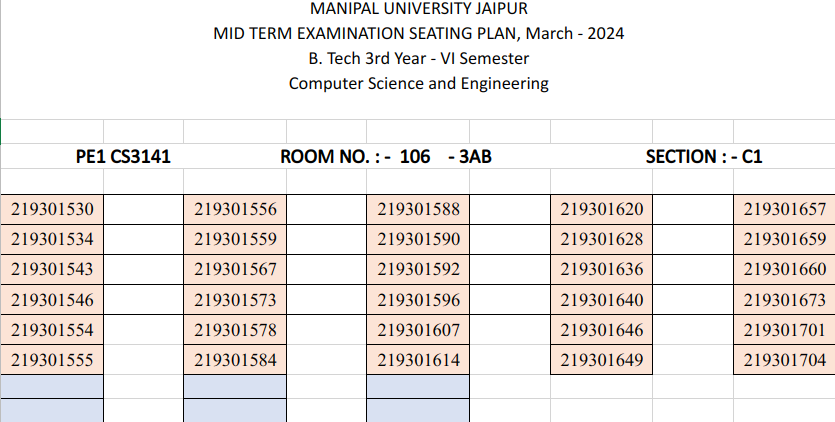 MANIPAL UNIVERSITY JAIPUR
MID TERM EXAMINATION SEATING PLAN, March - 2024
B. Tech 3rd Year - VI Semester
Computer Science and Engineering
PE1 CS3141 ROOM NO. : - 106 - 3AB SECTION : - C1
219301530 219301556 219301588 219301620 219301657
219301534 219301559 219301590 219301628 219301659
219301543 219301567 219301592 219301636 219301660
219301546 219301573 219301596 219301640 219301673
219301554 219301578 219301607 219301646 219301701
219301555 219301584 219301614 219301649 219301704